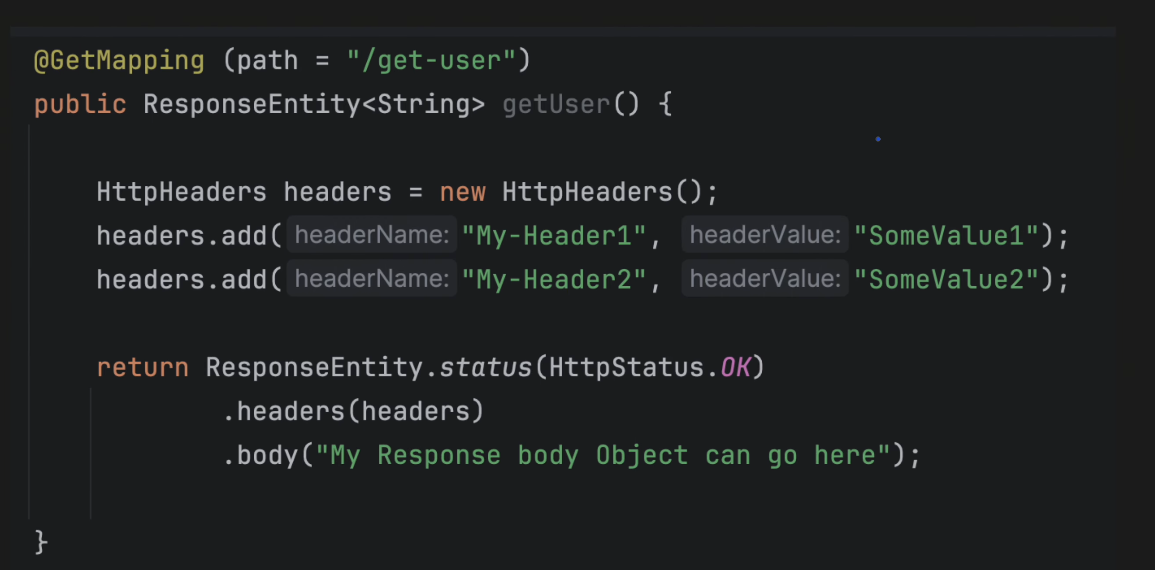 @GetMapping (path = "/get-user")
public ResponseEntity<String> getUser() {
HttpHeaders headers = new HttpHeaders();
headers.add( headerName: "My-Header1", headerValue: "SomeValue1");
headers.add( headerName: "My-Header2", headerValue: "SomeValue2");
return ResponseEntity.status(HttpStatus.OK)
.headers(headers)
.body("My Response body Object can go here");
}